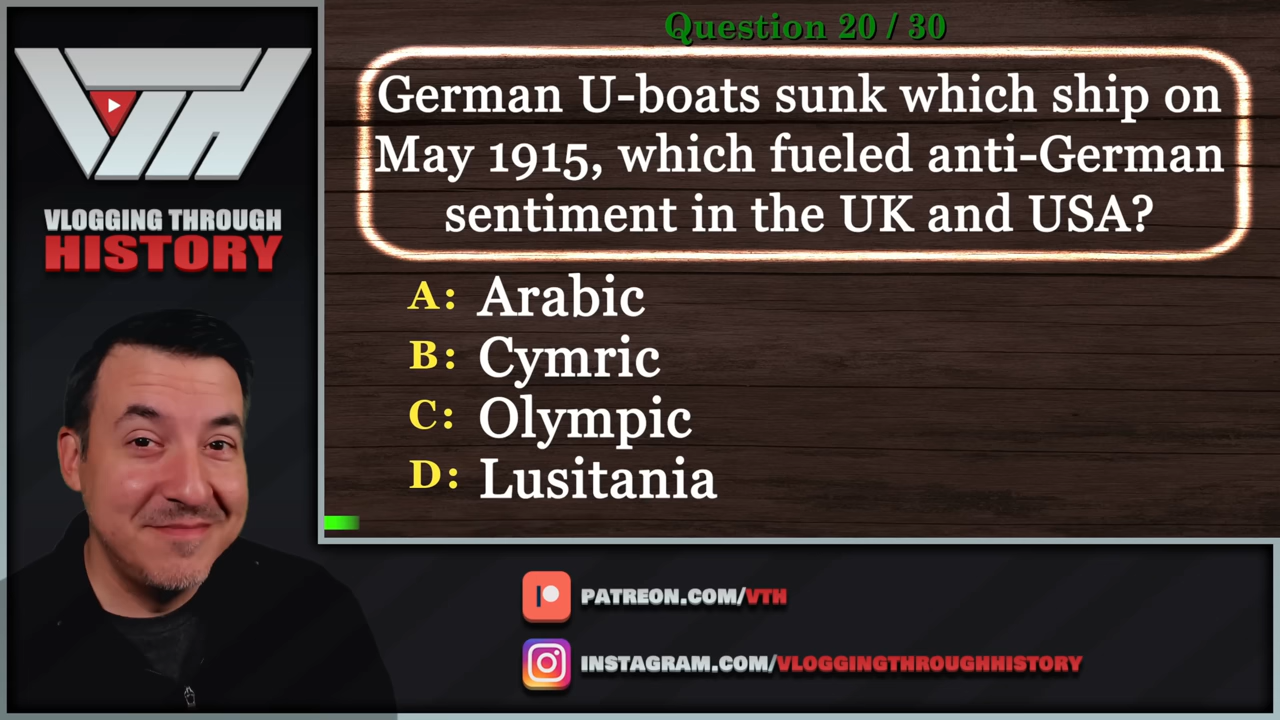 VTH
VLOGGING THROUGH
HISTORY
Question 20 / 30
German U-boats sunk which ship on
May 1915, which fueled anti-German
sentiment in the UK and USA?
A: Arabic
B: Cymric
C: Olympic
D: Lusitania
PATREON.COM/VTH
INSTAGRAM.COM/VLOGGINGTHROUGHHISTORY